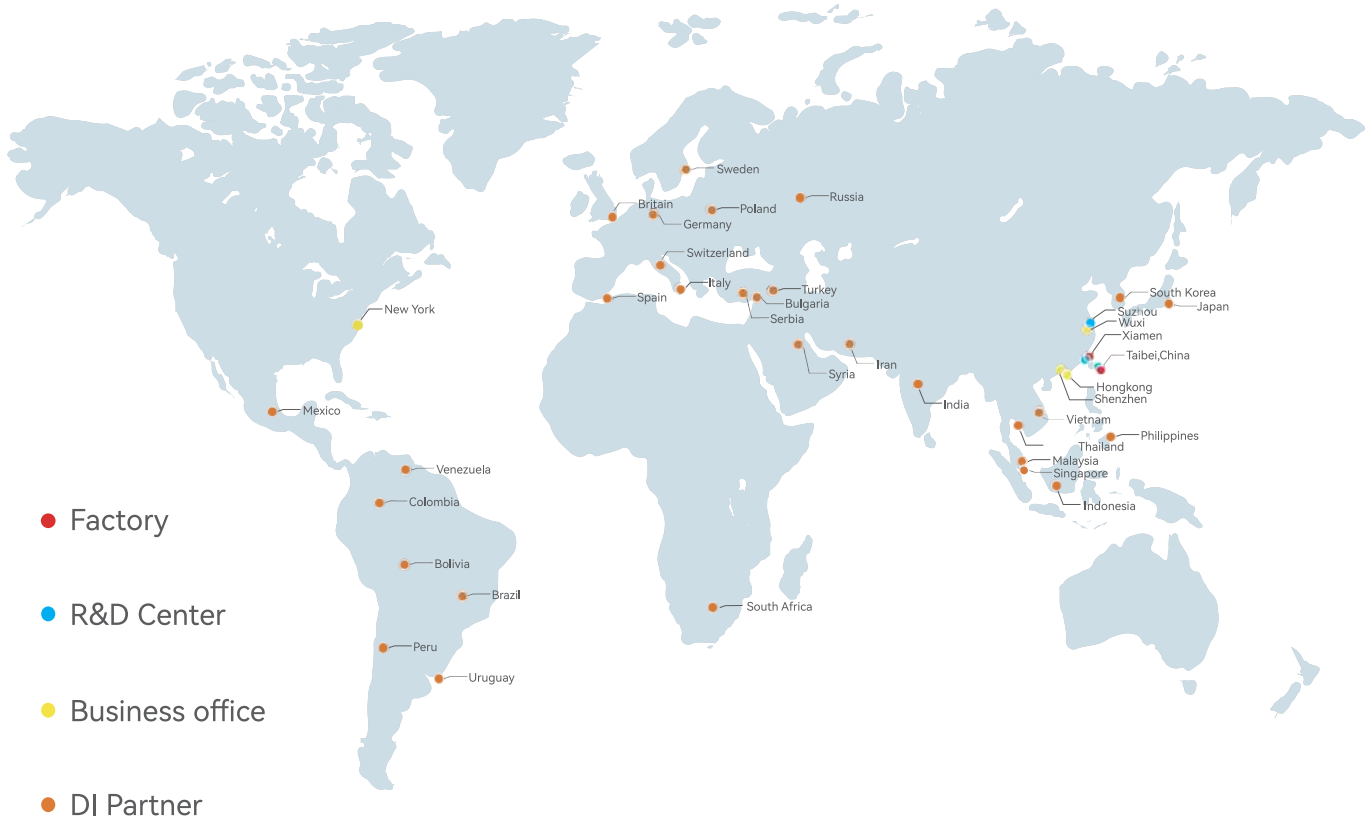 Sweden
Russia
Britain
Poland
Germany
Switzerland
Italy
Turkey
Spain
Bulgaria
Serbia
New York
South Korea
Japan
Suzhou
Wuxi
Xiamen
Taibei,China
Syria
Iran
Hongkong
Shenzhen
India
Mexico
Vietnam
Philippines
Thailand
Malaysia
Singapore
Venezuela
Colombia
Indonesia
Factory
Bolivia
Brazil
South Africa
R&D Center
Peru
Uruguay
Business office
DJ Partner